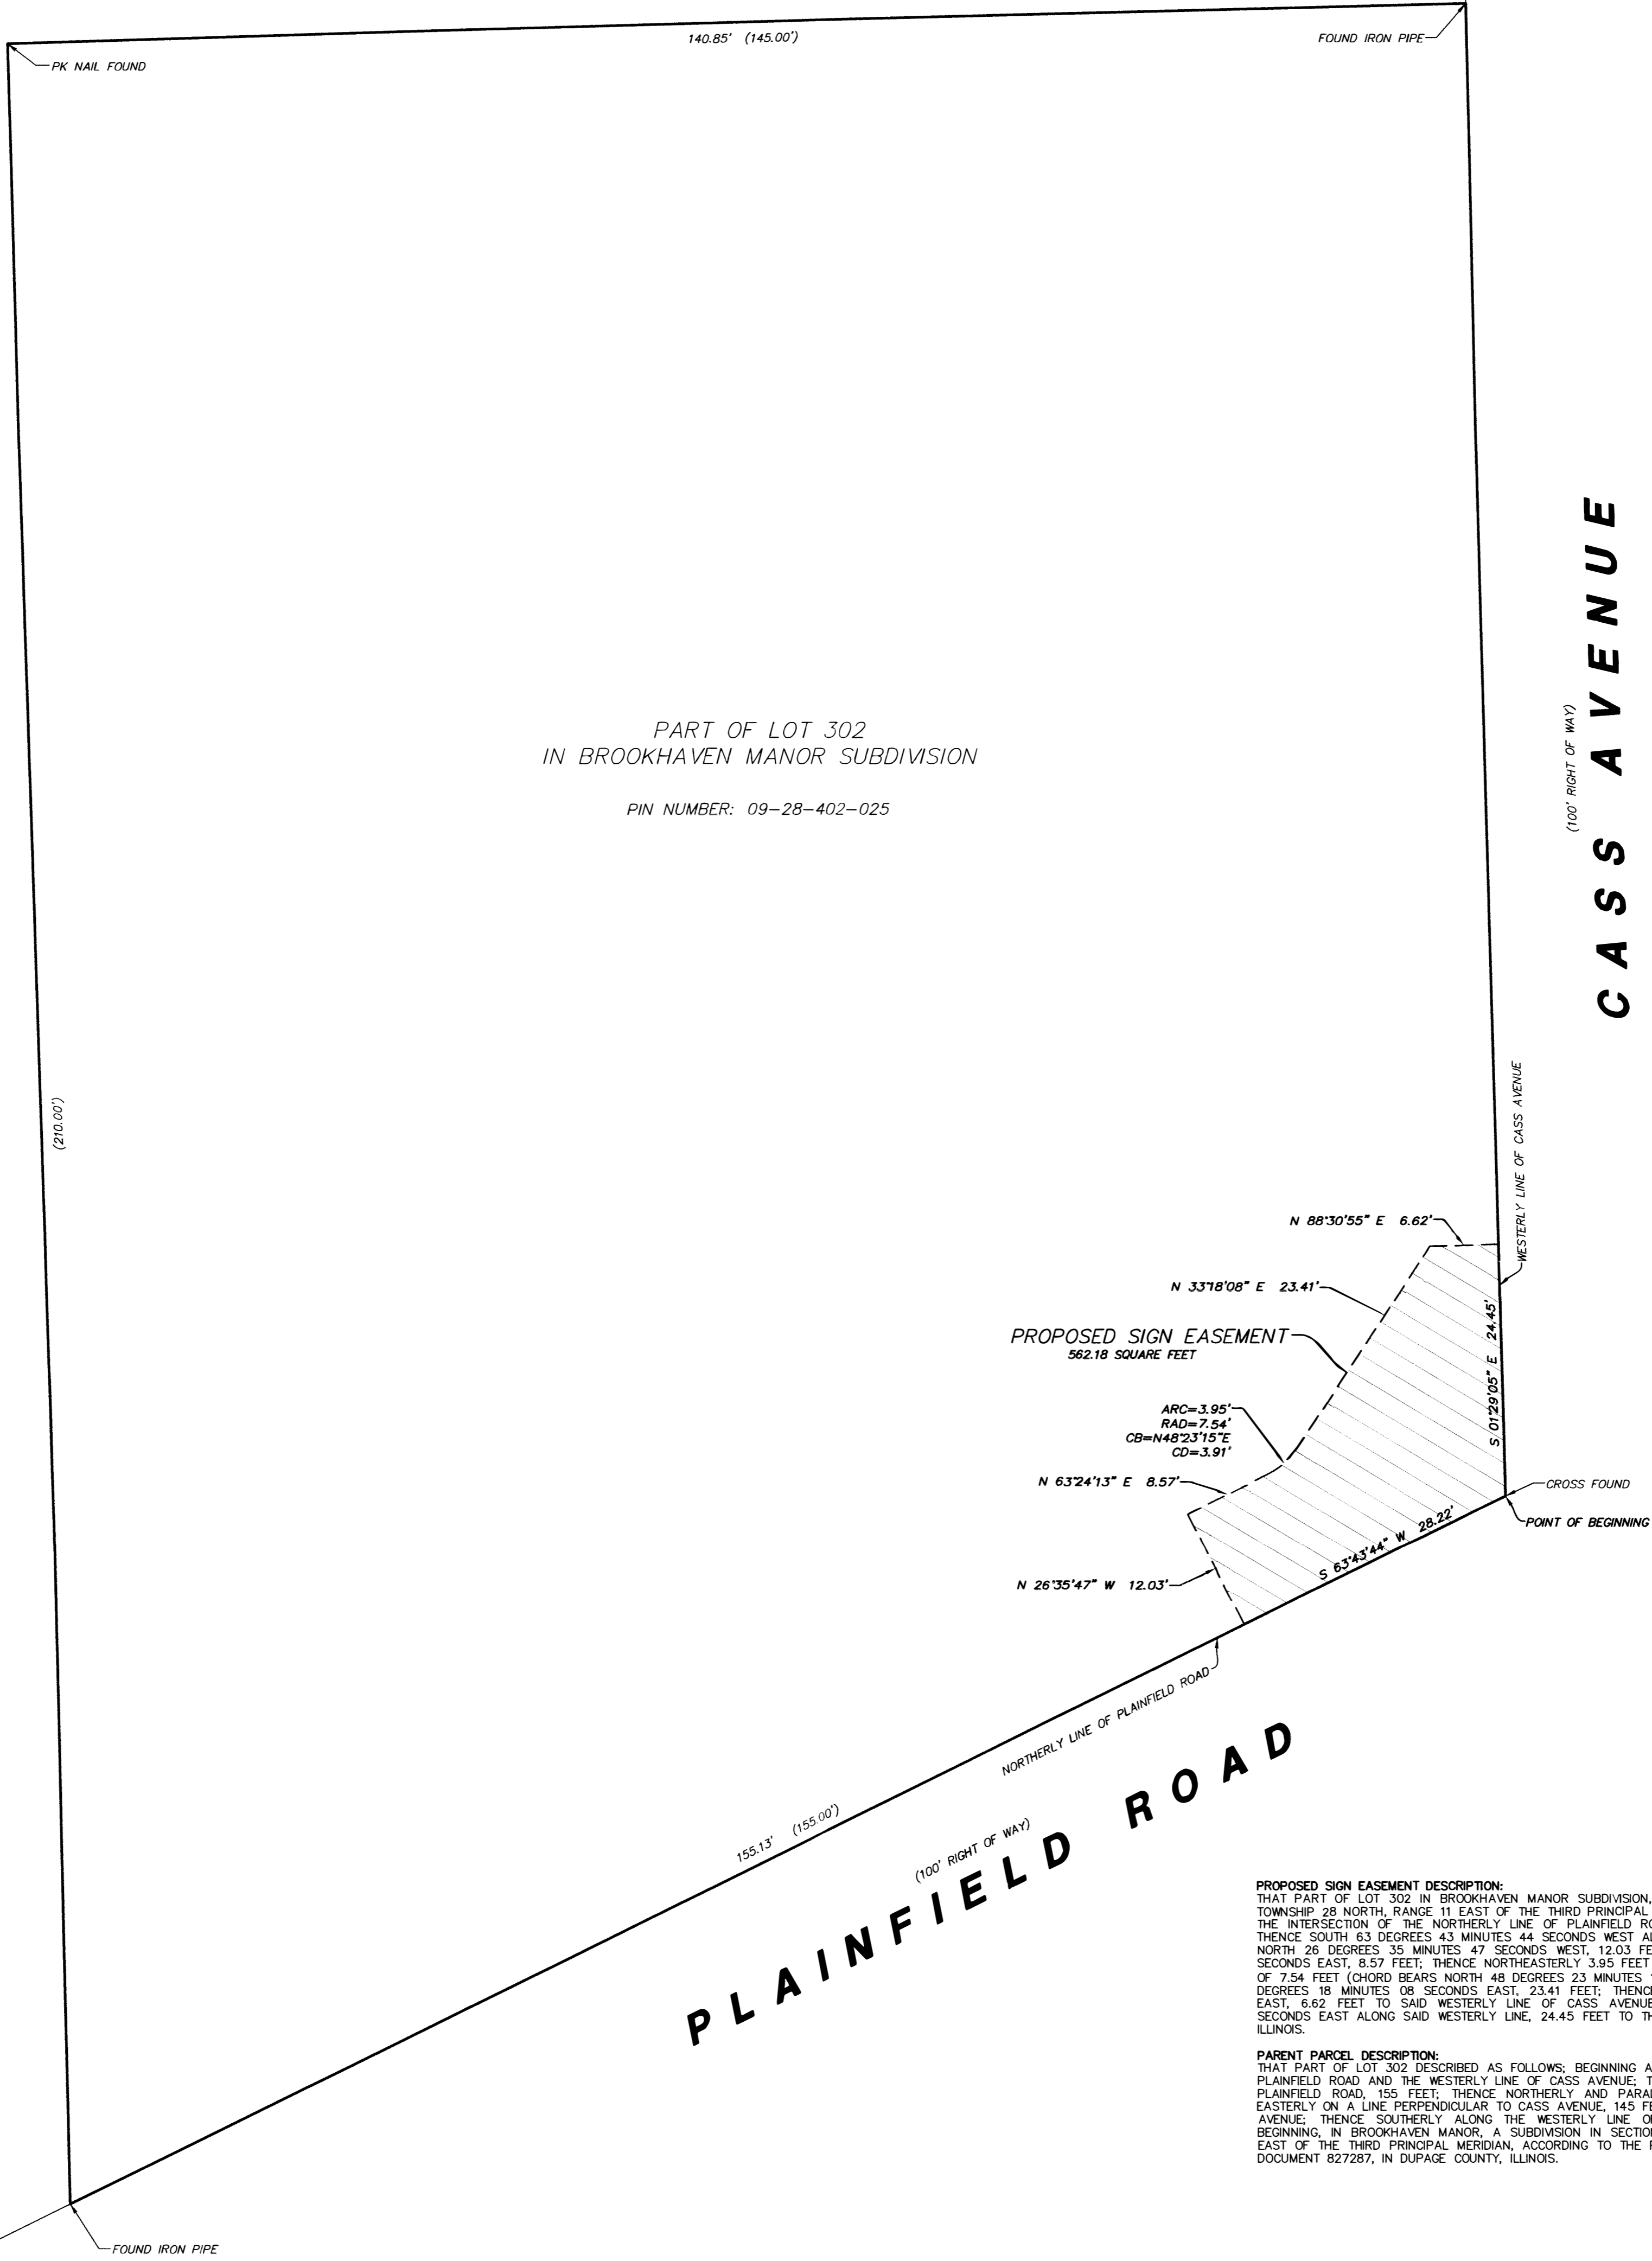 140.85' (145.00')
FOUND IRON PIPE
PK NAIL FOUND
CASS AVENUE
(100' RIGHT OF WAY)
PART OF LOT 302
IN BROOKHAVEN MANOR SUBDIVISION
PIN NUMBER: 09-28-402-025
(210.00')
WESTERLY LINE OF CASS AVENUE
N 88°30'55" E 6.62'
N 33°18'08" E 23.41'
PROPOSED SIGN EASEMENT
562.18 SQUARE FEET
S 01°29'05" E 24.45'
ARC=3.95'
RAD=7.54'
CB=N48°23'15"E
CD=3.91'
N 63°24'13" E 8.57'
CROSS FOUND
POINT OF BEGINNING
S 63°43'44" W 28.22'
N 26°35'47" W 12.03'
NORTHERLY LINE OF PLAINFIELD ROAD
155.13' (155.00')
(100' RIGHT OF WAY)
PLAINFIELD ROAD
PROPOSED SIGN EASEMENT DESCRIPTION:
THAT PART OF LOT 302 IN BROOKHAVEN MANOR SUBDIVISION,
TOWNSHIP 28 NORTH, RANGE 11 EAST OF THE THIRD PRINCIPAL
THE INTERSECTION OF THE NORTHERLY LINE OF PLAINFIELD
THENCE SOUTH 63 DEGREES 43 MINUTES 44 SECONDS WEST
NORTH 26 DEGREES 35 MINUTES 47 SECONDS WEST, 12.03
SECONDS EAST, 8.57 FEET; THENCE NORTHEASTERLY 3.95 FEET
OF 7.54 FEET (CHORD BEARS NORTH 48 DEGREES 23 MINUTES
DEGREES 18 MINUTES 08 SECONDS EAST, 23.41 FEET;
EAST, 6.62 FEET TO SAID WESTERLY LINE OF CASS AVENUE
SECONDS EAST ALONG SAID WESTERLY LINE, 24.45 FEET TO
ILLINOIS.
PARENT PARCEL DESCRIPTION:
THAT PART OF LOT 302 DESCRIBED AS FOLLOWS; BEGINNING
PLAINFIELD ROAD AND THE WESTERLY LINE OF CASS AVENUE;
PLAINFIELD ROAD, 155 FEET; THENCE NORTHERLY AND
EASTERLY ON A LINE PERPENDICULAR TO CASS AVENUE, 145
AVENUE; THENCE SOUTHERLY ALONG THE WESTERLY LINE
BEGINNING, IN BROOKHAVEN MANOR, A SUBDIVISION IN
EAST OF THE THIRD PRINCIPAL MERIDIAN, ACCORDING TO THE
DOCUMENT 827287, IN DUPAGE COUNTY, ILLINOIS.
FOUND IRON PIPE